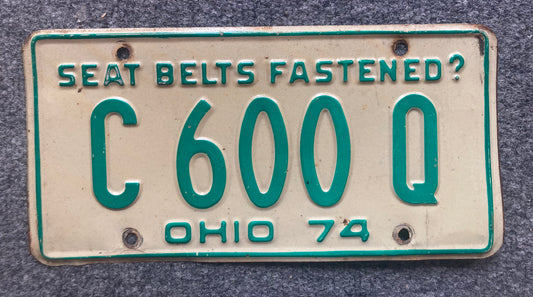 SEAT BELTS FASTENED?
C 600 Q
OHIO 74